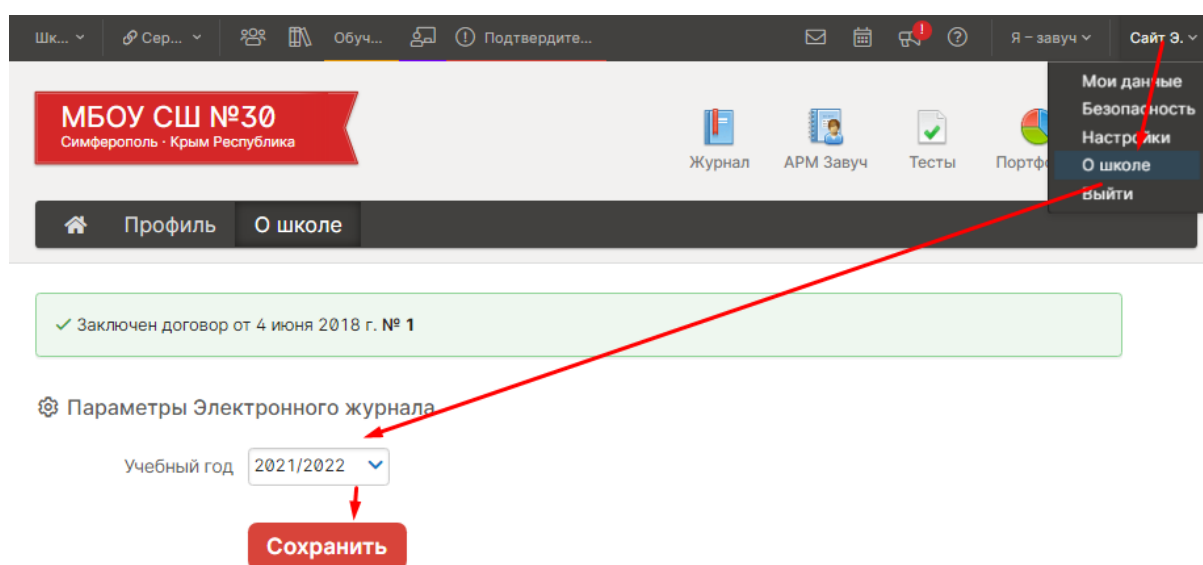 Шк... Сер... Обуч... Подтвердите... Я – завуч Сайт Э.
Мои данные
Безопасность
Настройки
О школе
Выйти
МБОУ СШ №30
Симферополь · Крым Республика
Журнал АРМ Завуч Тесты Портфо
Профиль О школе
Заключен договор от 4 июня 2018 г. № 1
Параметры Электронного журнала
Учебный год 2021/2022
Сохранить